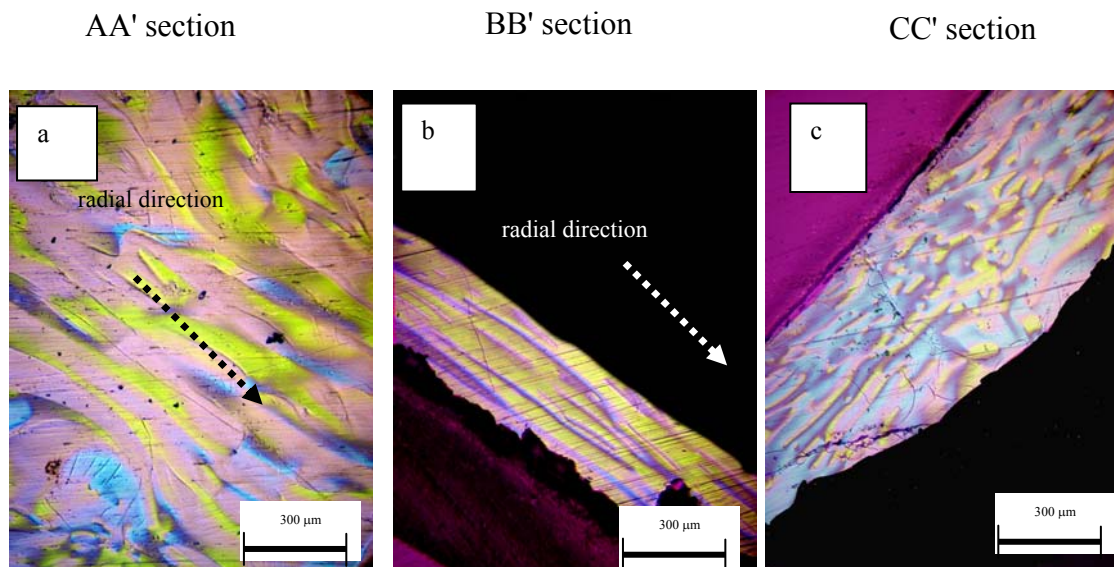 AA' section
BB' section
CC' section
a
radial direction
300 μm
b
radial direction
300 μm
c
300 μm